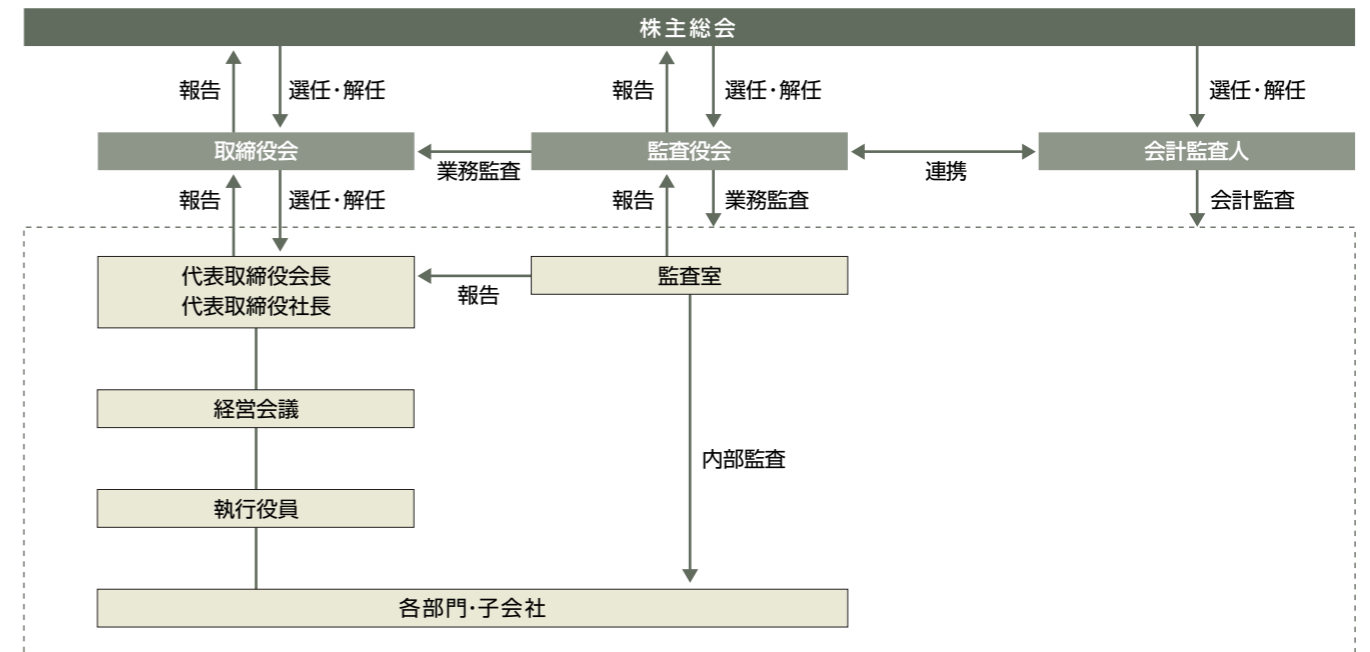 株主総会
報告
選任・解任
報告
選任・解任
選任・解任
取締役会
業務監査
監査役会
連携
会計監査人
報告
選任・解任
報告
業務監査
会計監査
代表取締役会長
代表取締役社長
報告
監査室
経営会議
内部監査
執行役員
各部門・子会社